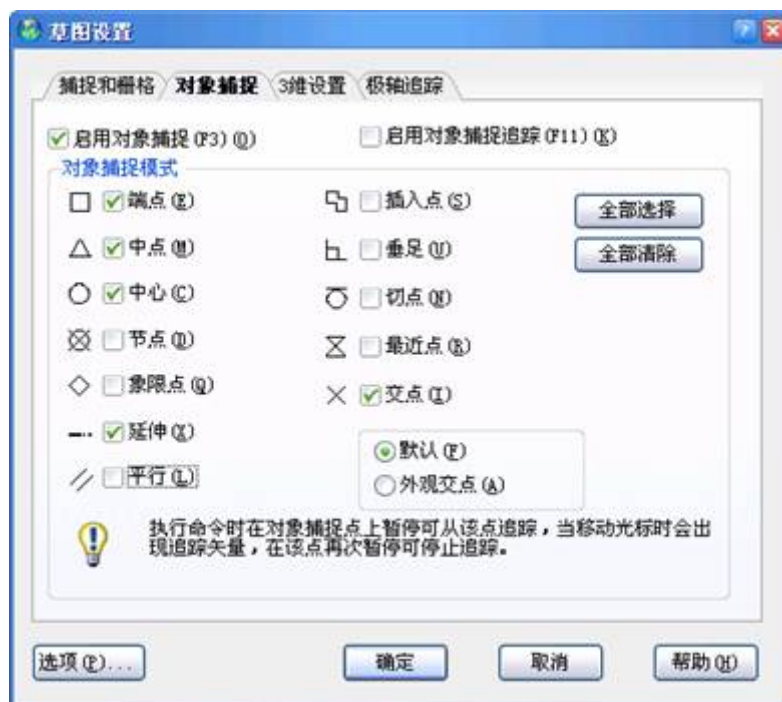 草图设置
捕捉和栅格 对象捕捉 3维设置 极轴追踪
启用对象捕捉(F3)(O) 启用对象捕捉追踪(F11)(K)
对象捕捉模式
端点(E) 插入点(S) 全部选择
中点(M) 垂足(U) 全部清除
中心(C) 切点(N)
节点(D) 最近点(R)
象限点(Q) 交点(I)
延伸(X) 默认(F)
平行(L) 外观交点(A)
执行命令时在对象捕捉点上暂停可从该点追踪，当移动光标时会出
现追踪矢量，在该点再次暂停可停止追踪。
选项(P)... 确定 取消 帮助(H)